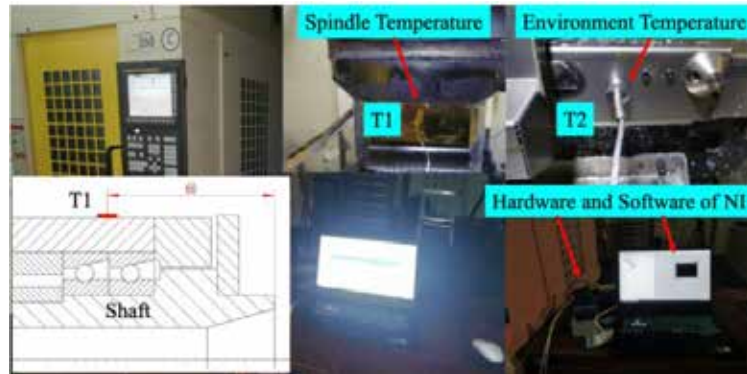 Spindle Temperature
Environment Temperature
T1
T2
T1
Hardware and Software of NI
Shaft